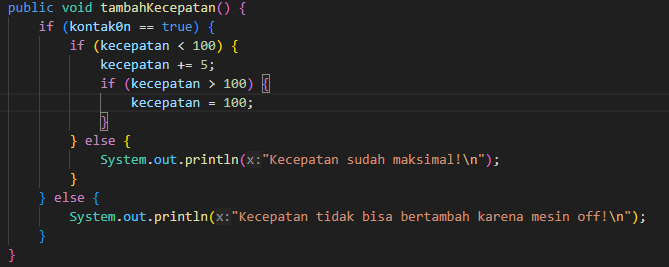 public void tambahKecepatan() {
    if (kontak0n == true) {
        if (kecepatan < 100) {
            kecepatan += 5;
            if (kecepatan > 100) {
                kecepatan = 100;
            }
        } else {
            System.out.println(x:"Kecepatan sudah maksimal!\n");
        }
    } else {
        System.out.println(x:"Kecepatan tidak bisa bertambah karena mesin off!\n");
    }
}